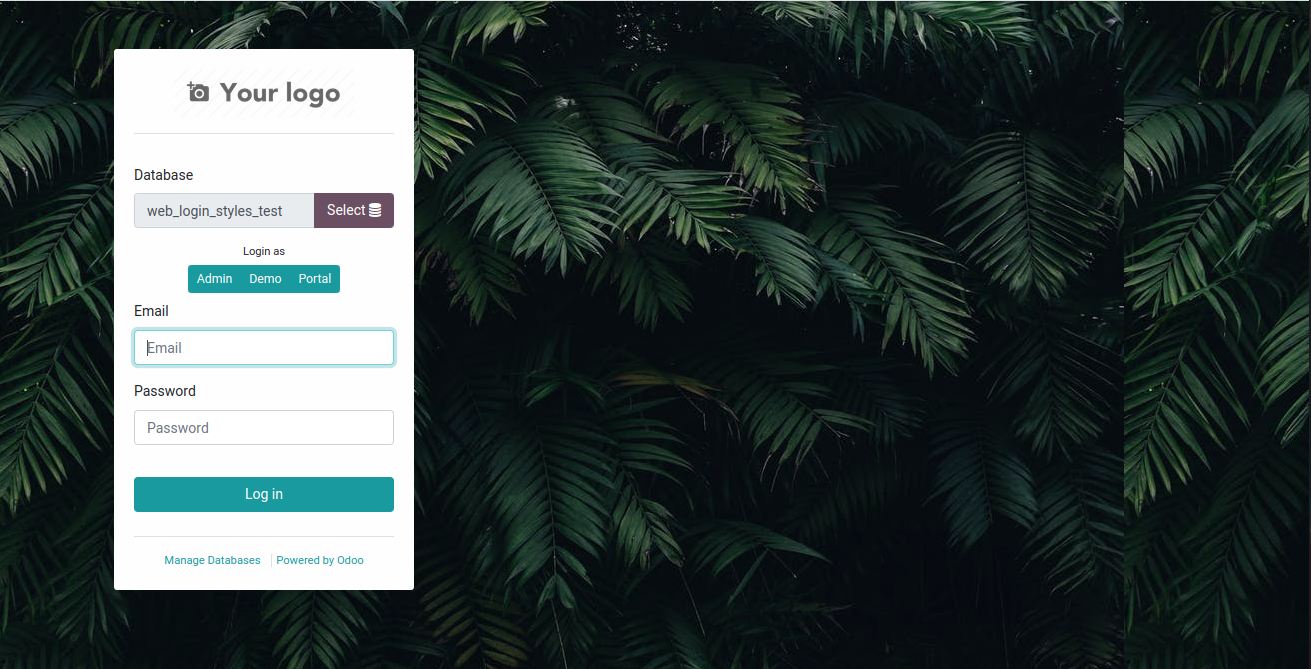 Your logo
Database
web_login_styles_test Select
Login as
Admin Demo Portal
Email
Email
Password
Password
Log in
Manage Databases Powered by Odoo